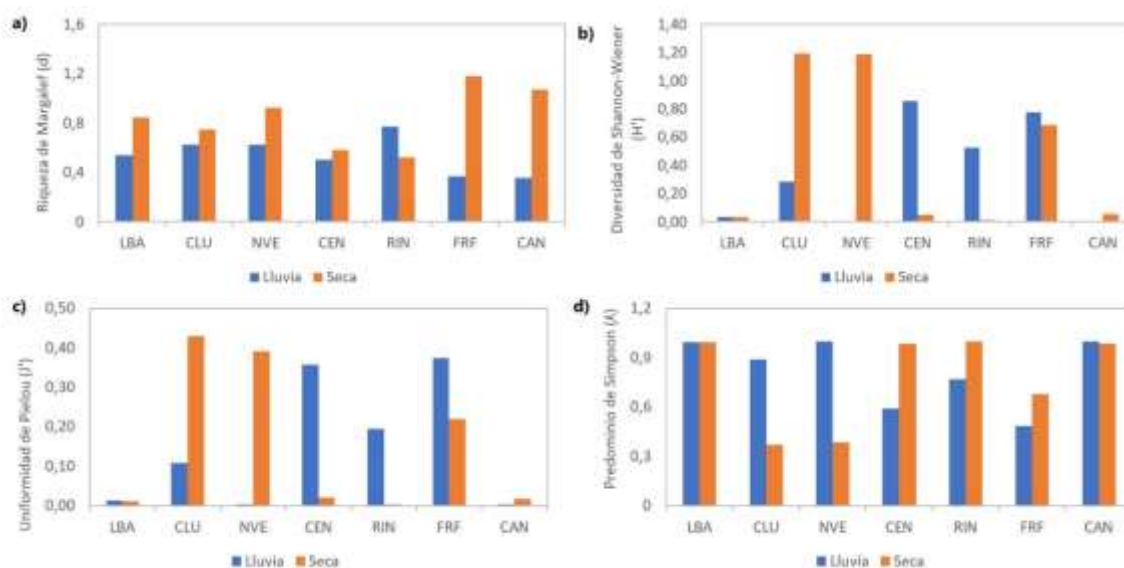 a)
Riqueza de Margalef (d)
1,6
1,2
0,8
0,4
0
LBA CLU NVE CEN RIN FRF CAN
Lluvia Seca
b)
Diversidad de Shannon-Wiener
(H')
1,40
1,20
1,00
0,80
0,60
0,40
0,20
0,00
LBA CLU NVE CEN RIN FRF CAN
Lluvia Seca
c)
Uniformidad de Pielou (J')
0,50
0,40
0,30
0,20
0,10
0,00
LBA CLU NVE CEN RIN FRF CAN
Lluvia Seca
d)
Predominio de Simpson (λ)
1,2
0,9
0,6
0,3
0
LBA CLU NVE CEN RIN FRF CAN
Lluvia Seca